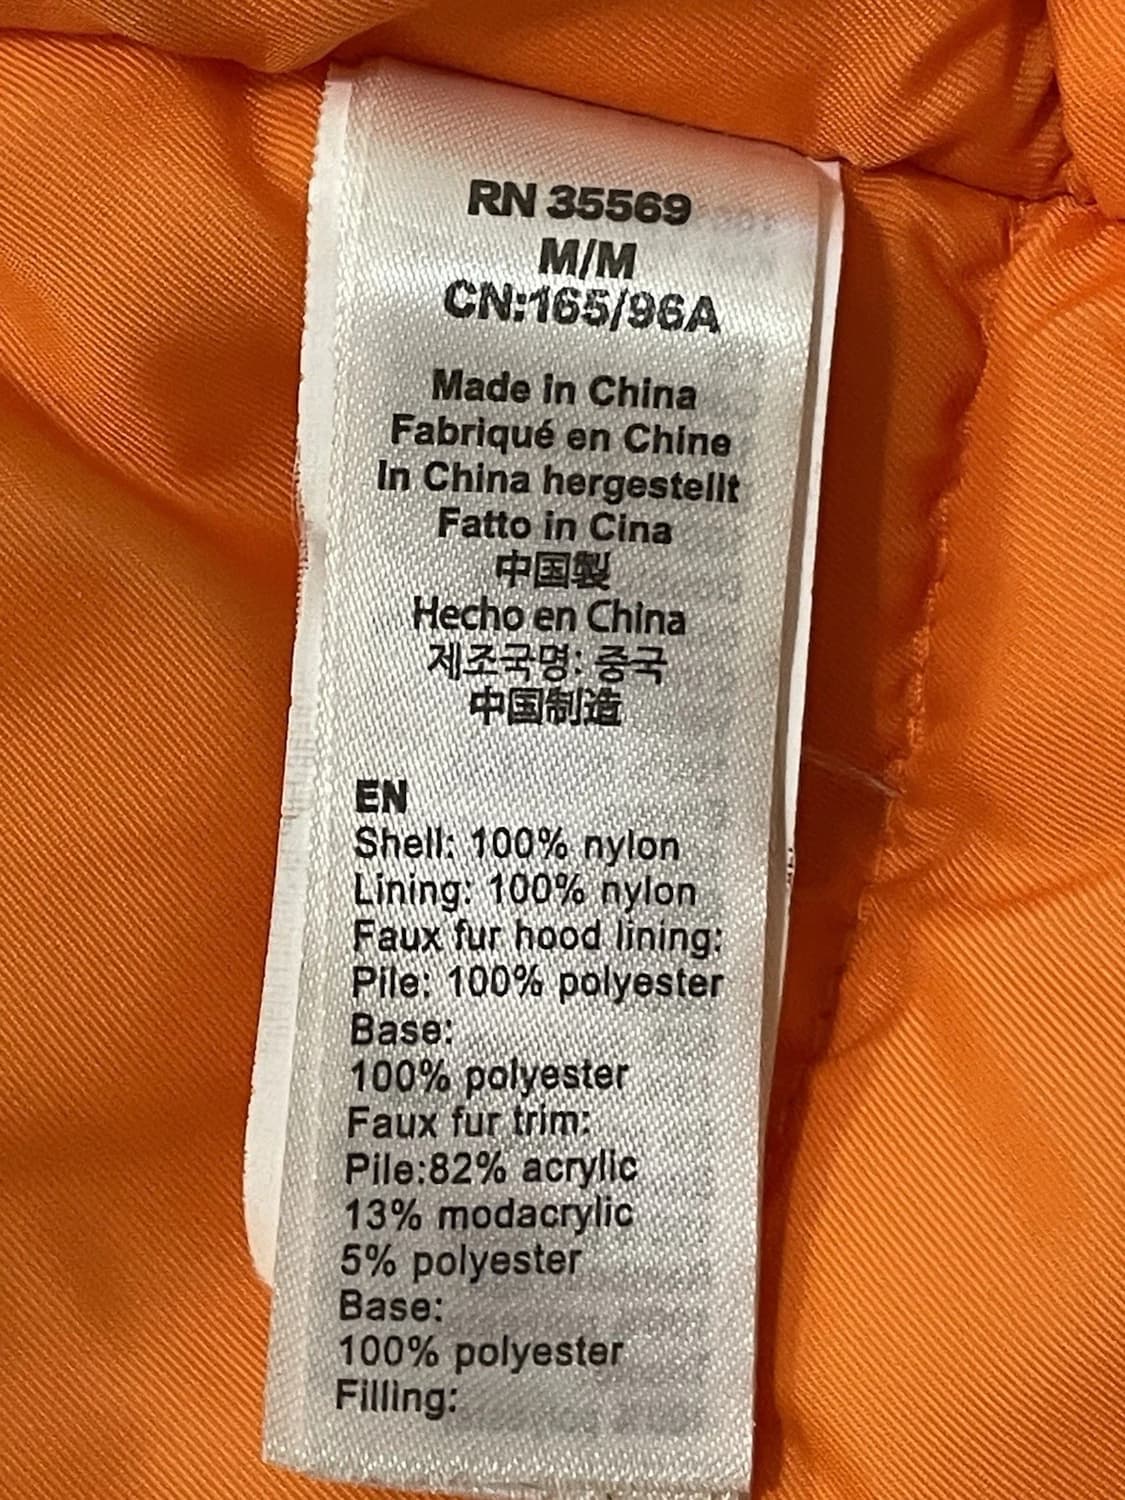 RN 35569
M/M
CN:165/96A
Made in China
Fabriqué en Chine
In China hergestellt
Fatto in Cina
中国製
Hecho en China
제조국명: 중국
中国制造
EN
Shell: 100% nylon
Lining: 100% nylon
Faux fur hood lining:
Pile: 100% polyester
Base:
100% polyester
Faux fur trim:
Pile:82% acrylic
13% modacrylic
5% polyester
Base:
100% polyester
Filling: